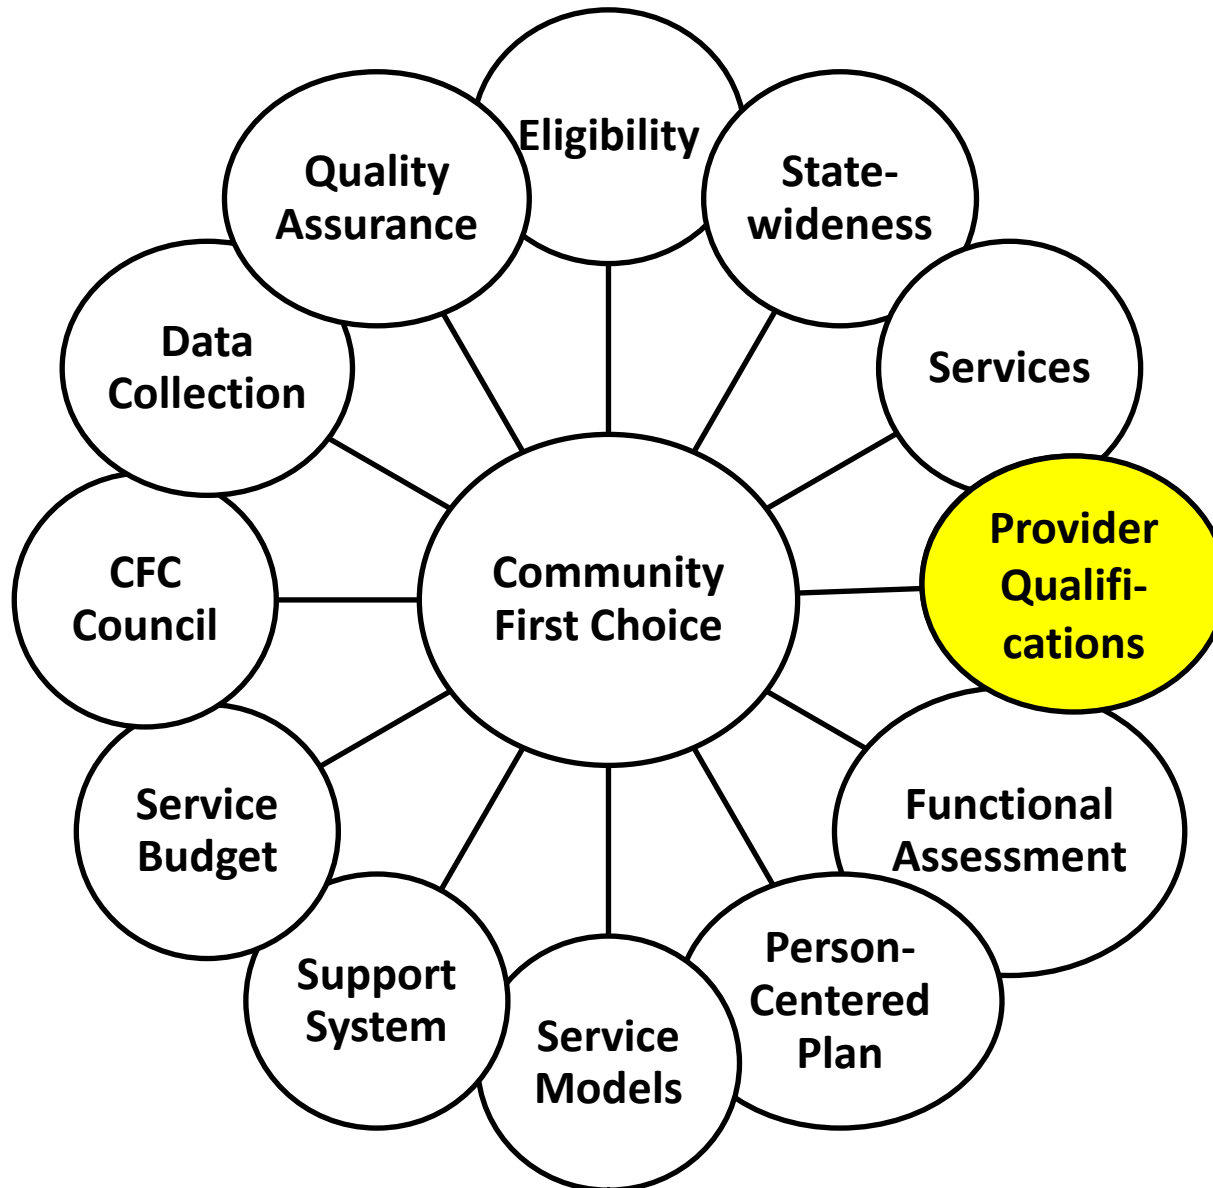 Eligibility
State-
wideness
Services
Provider
Qualifi-
cations
Functional
Assessment
Person-
Centered
Plan
Service
Models
Support
System
Service
Budget
CFC
Council
Data
Collection
Quality
Assurance
Community
First Choice